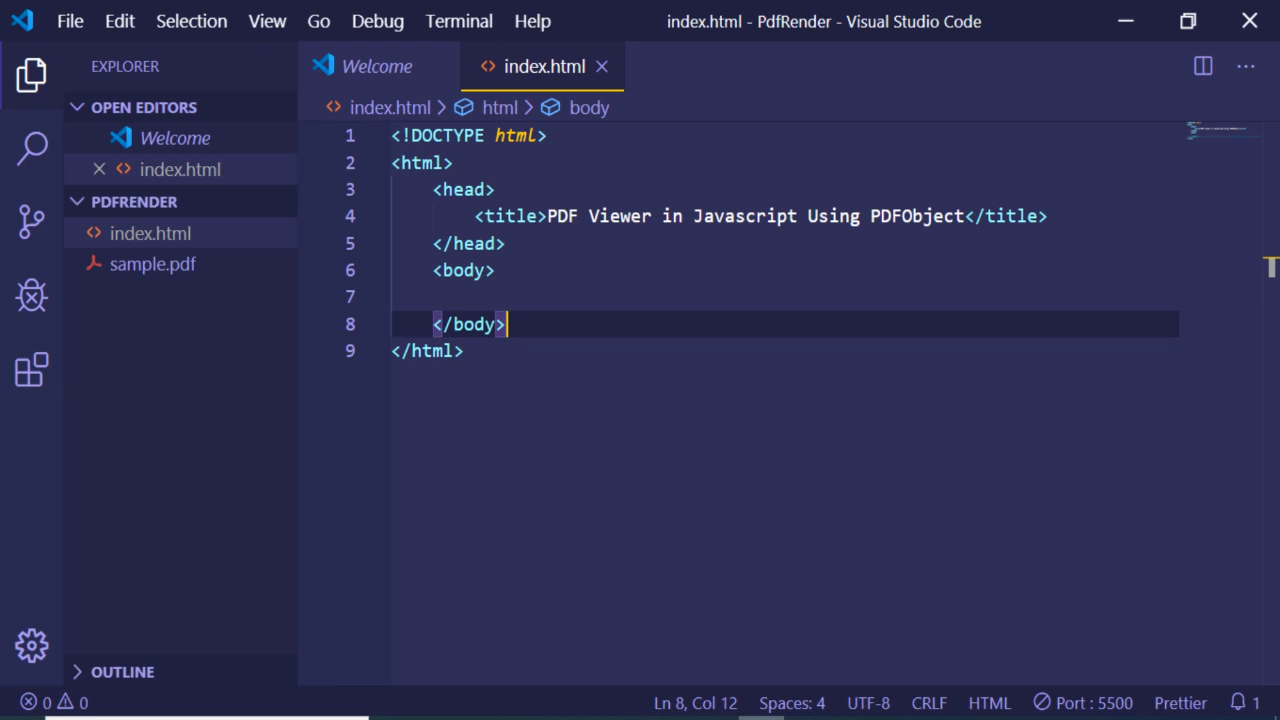 File Edit Selection View Go Debug Terminal Help index.html - PdfRender - Visual Studio Code
EXPLORER
OPEN EDITORS
Welcome
index.html
PDFRENDER
index.html
sample.pdf
OUTLINE
Welcome index.html
index.html html body
1 <!DOCTYPE html>
2 <html>
3 <head>
4 <title>PDF Viewer in Javascript Using PDFObject</title>
5 </head>
6 <body>
7
8 </body>
9 </html>
0 0 Ln 8, Col 12 Spaces: 4 UTF-8 CRLF HTML Port : 5500 Prettier 1